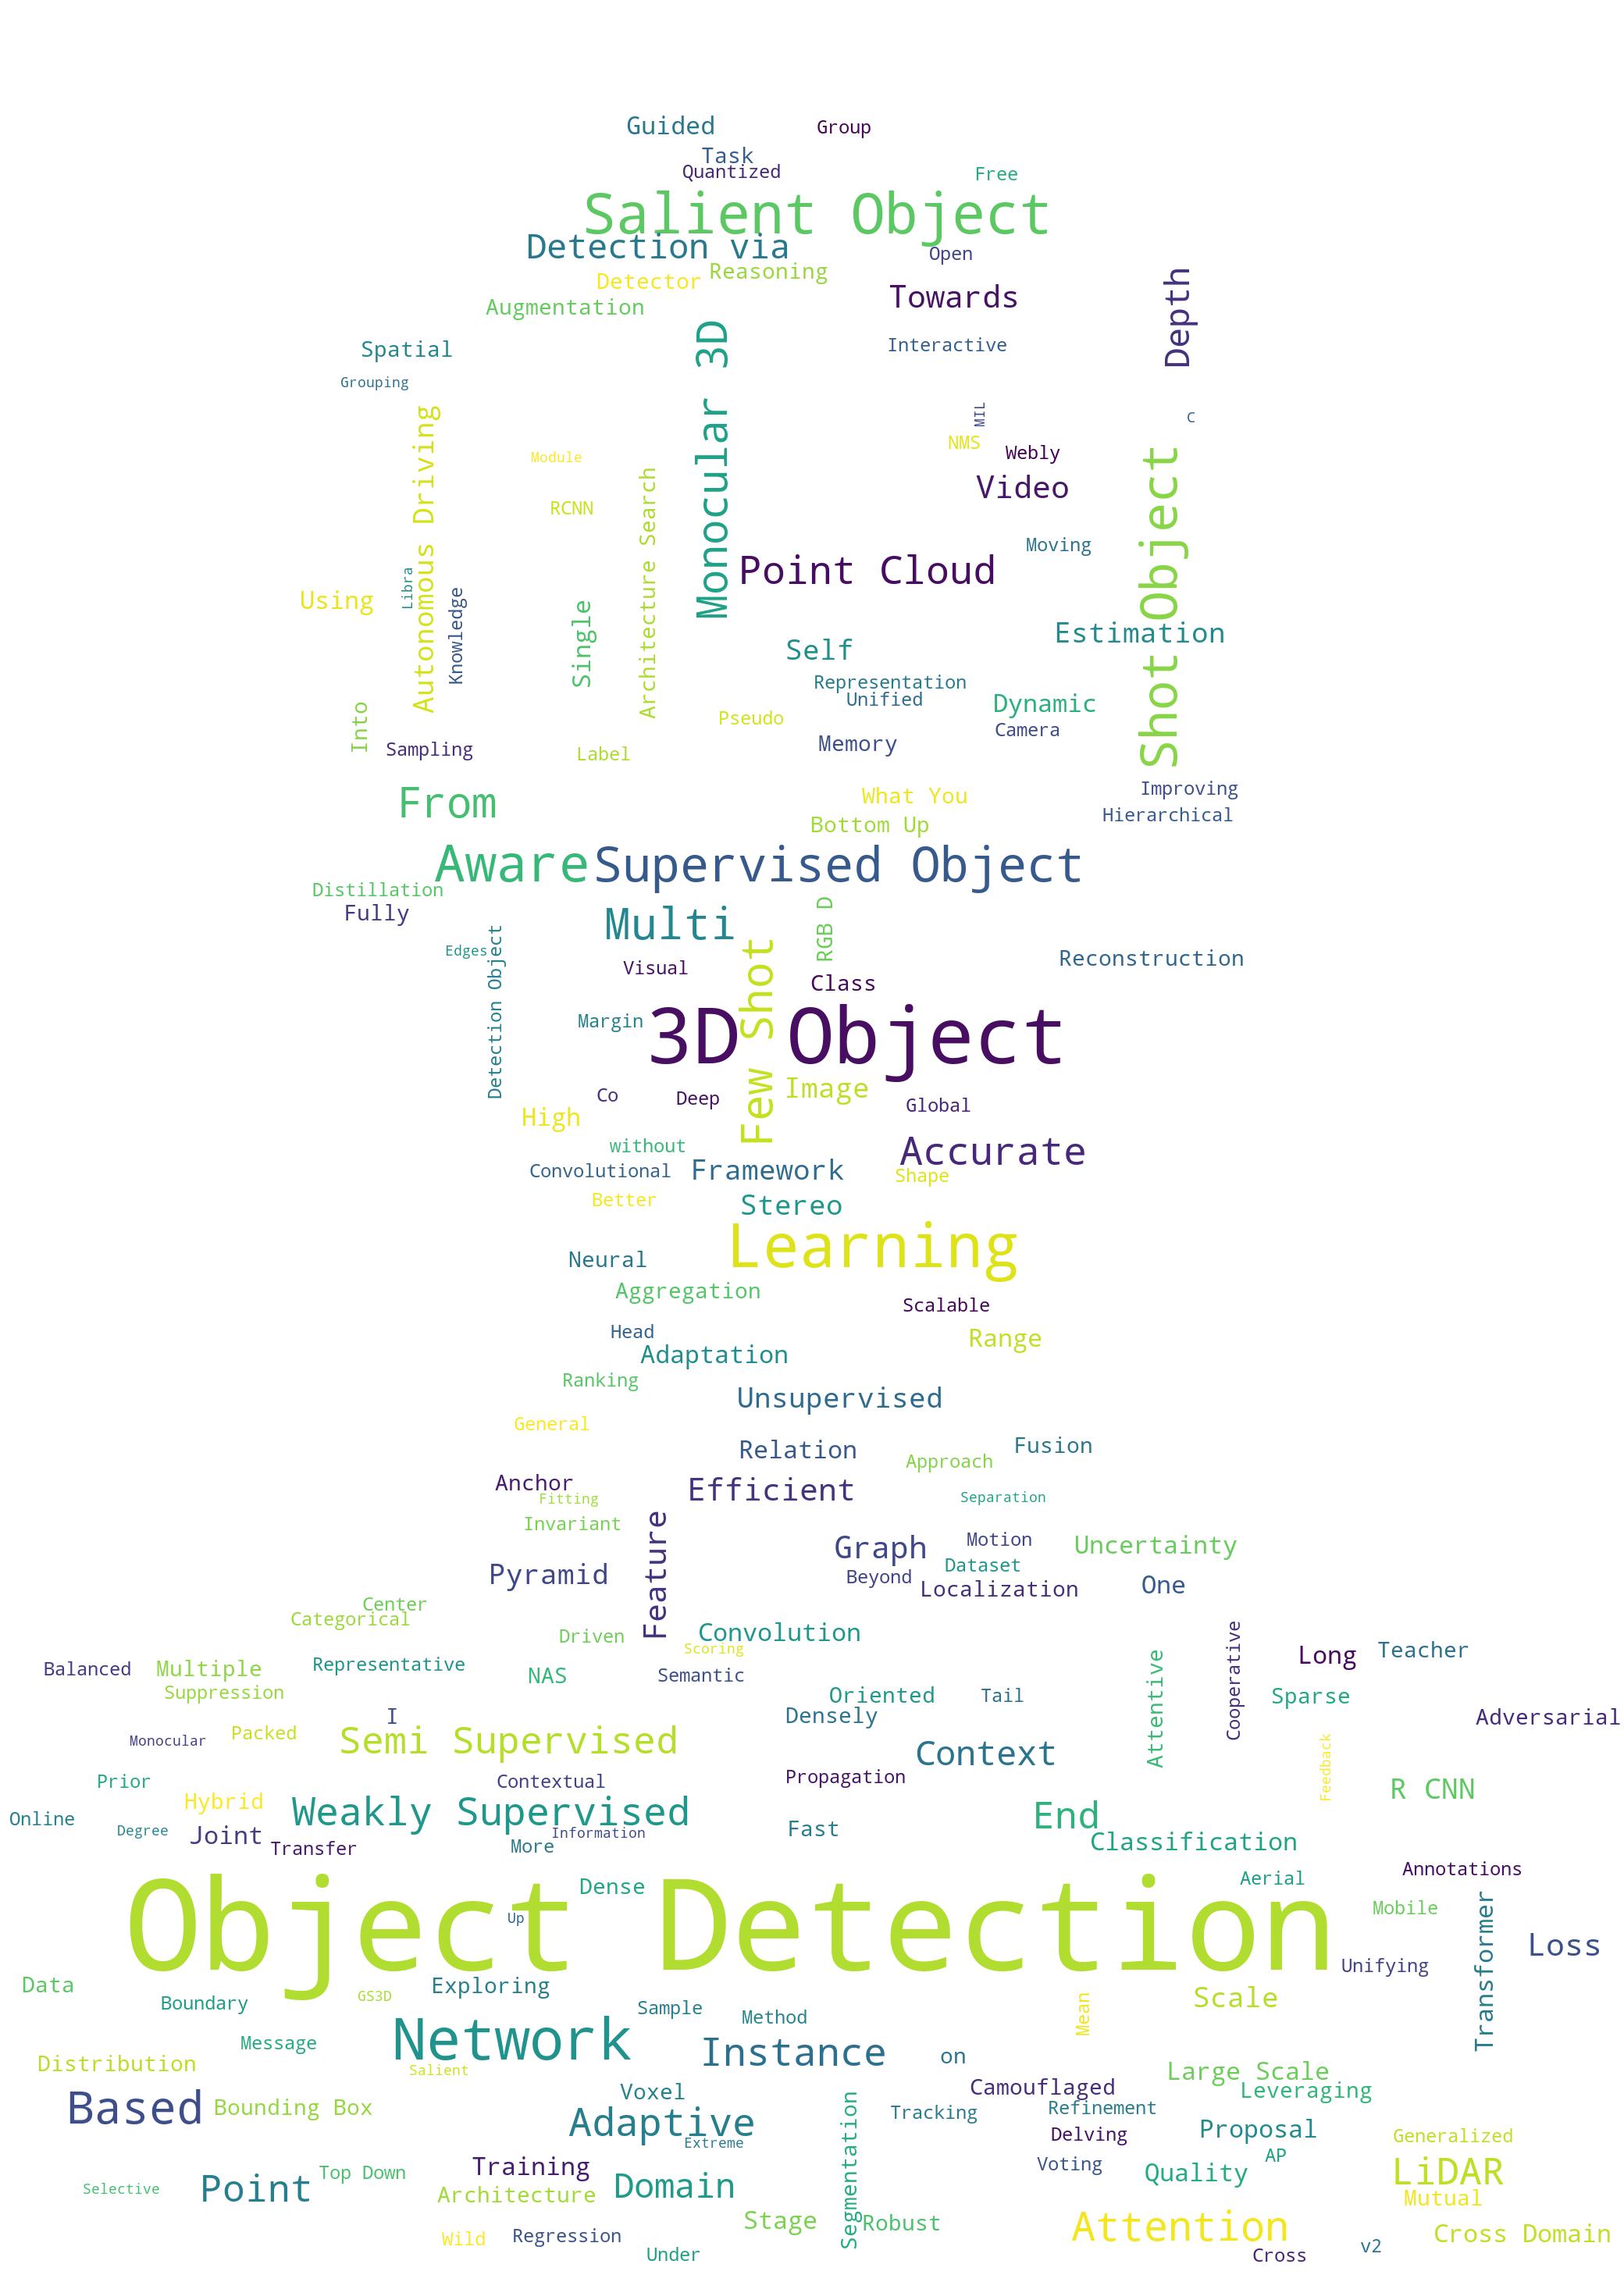 Guided
Group
Task
Quantized
Free
Salient Object
Detection via
Open
Detector
Reasoning
Towards
Depth
Augmentation
Monocular 3D
Spatial
Interactive
Grouping
Autonomous Driving
MIL
C
NMS
Webly
Module
Shot Object
Video
RCNN
Architecture Search
Moving
Point Cloud
Using
Libra
Knowledge
Single
Estimation
Self
Representation
Unified
Dynamic
Into
Pseudo
Camera
Sampling
Label
Memory
Improving
What You
From
Hierarchical
Bottom Up
Aware
Supervised Object
Distillation
Fully
Multi
RGB D
Edges
Detection Object
Few Shot
Reconstruction
Visual
Class
Margin
3D Object
Co
Deep
Image
Global
High
without
Accurate
Convolutional
Framework
Shape
Better
Stereo
Learning
Neural
Aggregation
Scalable
Head
Range
Adaptation
Ranking
Unsupervised
General
Relation
Fusion
Approach
Anchor
Efficient
Fitting
Separation
Invariant
Feature
Graph
Motion
Uncertainty
Dataset
Pyramid
Beyond
Localization
One
Center
Categorical
Driven
Convolution
Scoring
Cooperative
Long
Teacher
Balanced
Multiple
Representative
NAS
Semantic
Attentive
Suppression
Oriented
Tail
Sparse
I
Densely
Adversarial
Monocular
Packed
Semi Supervised
Context
Feedback
Prior
Contextual
Propagation
R CNN
Hybrid
Online
Weakly Supervised
End
Degree
Joint
Information
Fast
Transfer
More
Classification
Annotations
Aerial
Dense
Object Detection
Up
Mobile
Transformer
Loss
Unifying
Data
Boundary
GS3D
Exploring
Sample
Method
Mean
Scale
Message
Network
Instance
on
Distribution
Salient
Large Scale
Leveraging
Camouflaged
Voxel
Based
Bounding Box
Segmentation
Tracking
Refinement
Adaptive
Proposal
Delving
Generalized
Extreme
AP
Training
Voting
Top Down
Quality
LiDAR
Selective
Point
Domain
Architecture
Mutual
Stage
Robust
Attention
Wild
Regression
Cross Domain
Under
Cross
v2